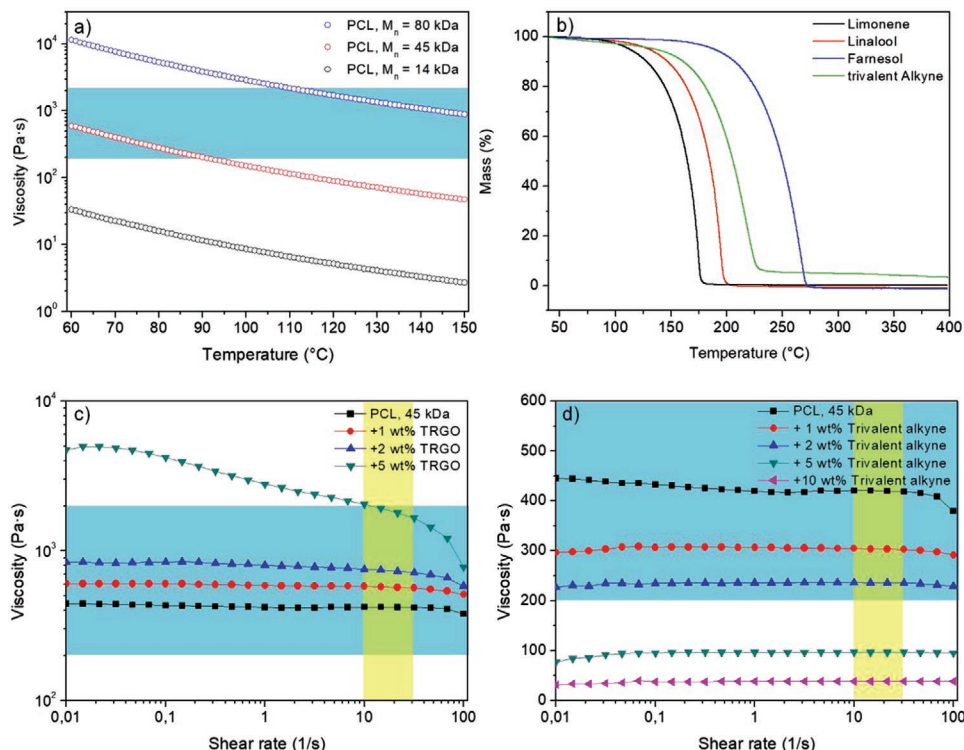 a)
PCL, Mn = 80 kDa
PCL, Mn = 45 kDa
PCL, Mn = 14 kDa
10^4
10^3
10^2
10^1
10^0
Viscosity (Pa·s)
60 70 80 90 100 110 120 130 140 150
Temperature (°C)
b)
Limonene
Linalool
Farnesol
trivalent Alkyne
100
80
60
40
20
0
Mass (%)
50 100 150 200 250 300 350 400
Temperature (°C)
c)
PCL, 45 kDa
+1 wt% TRGO
+2 wt% TRGO
+5 wt% TRGO
10^4
10^3
10^2
Viscosity (Pa·s)
0,01 0,1 1 10 100
Shear rate (1/s)
d)
PCL, 45 kDa
+ 1 wt% Trivalent alkyne
+ 2 wt% Trivalent alkyne
+ 5 wt% Trivalent alkyne
+10 wt% Trivalent alkyne
600
500
400
300
200
100
0
Viscosity (Pa·s)
0,01 0,1 1 10 100
Shear rate (1/s)